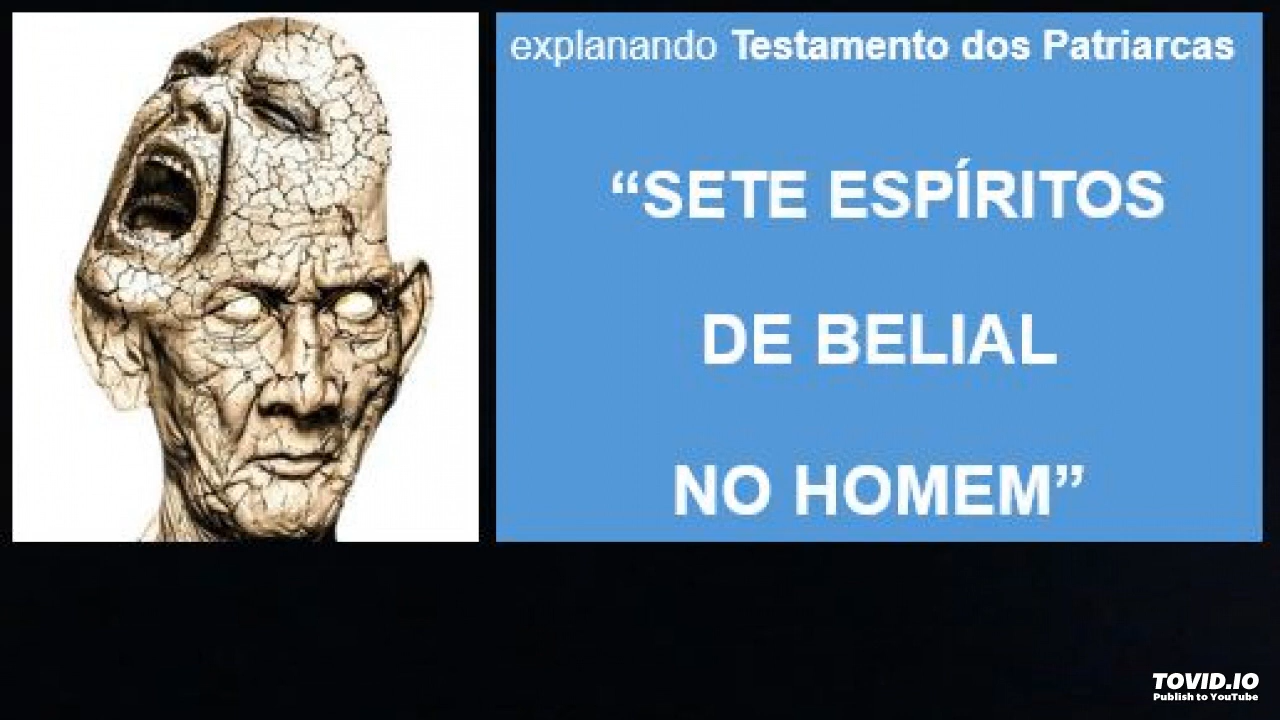 explanando Testamento dos Patriarcas
“SETE ESPÍRITOS
DE BELIAL
NO HOMEM”
TOVID.IO
Publish to YouTube